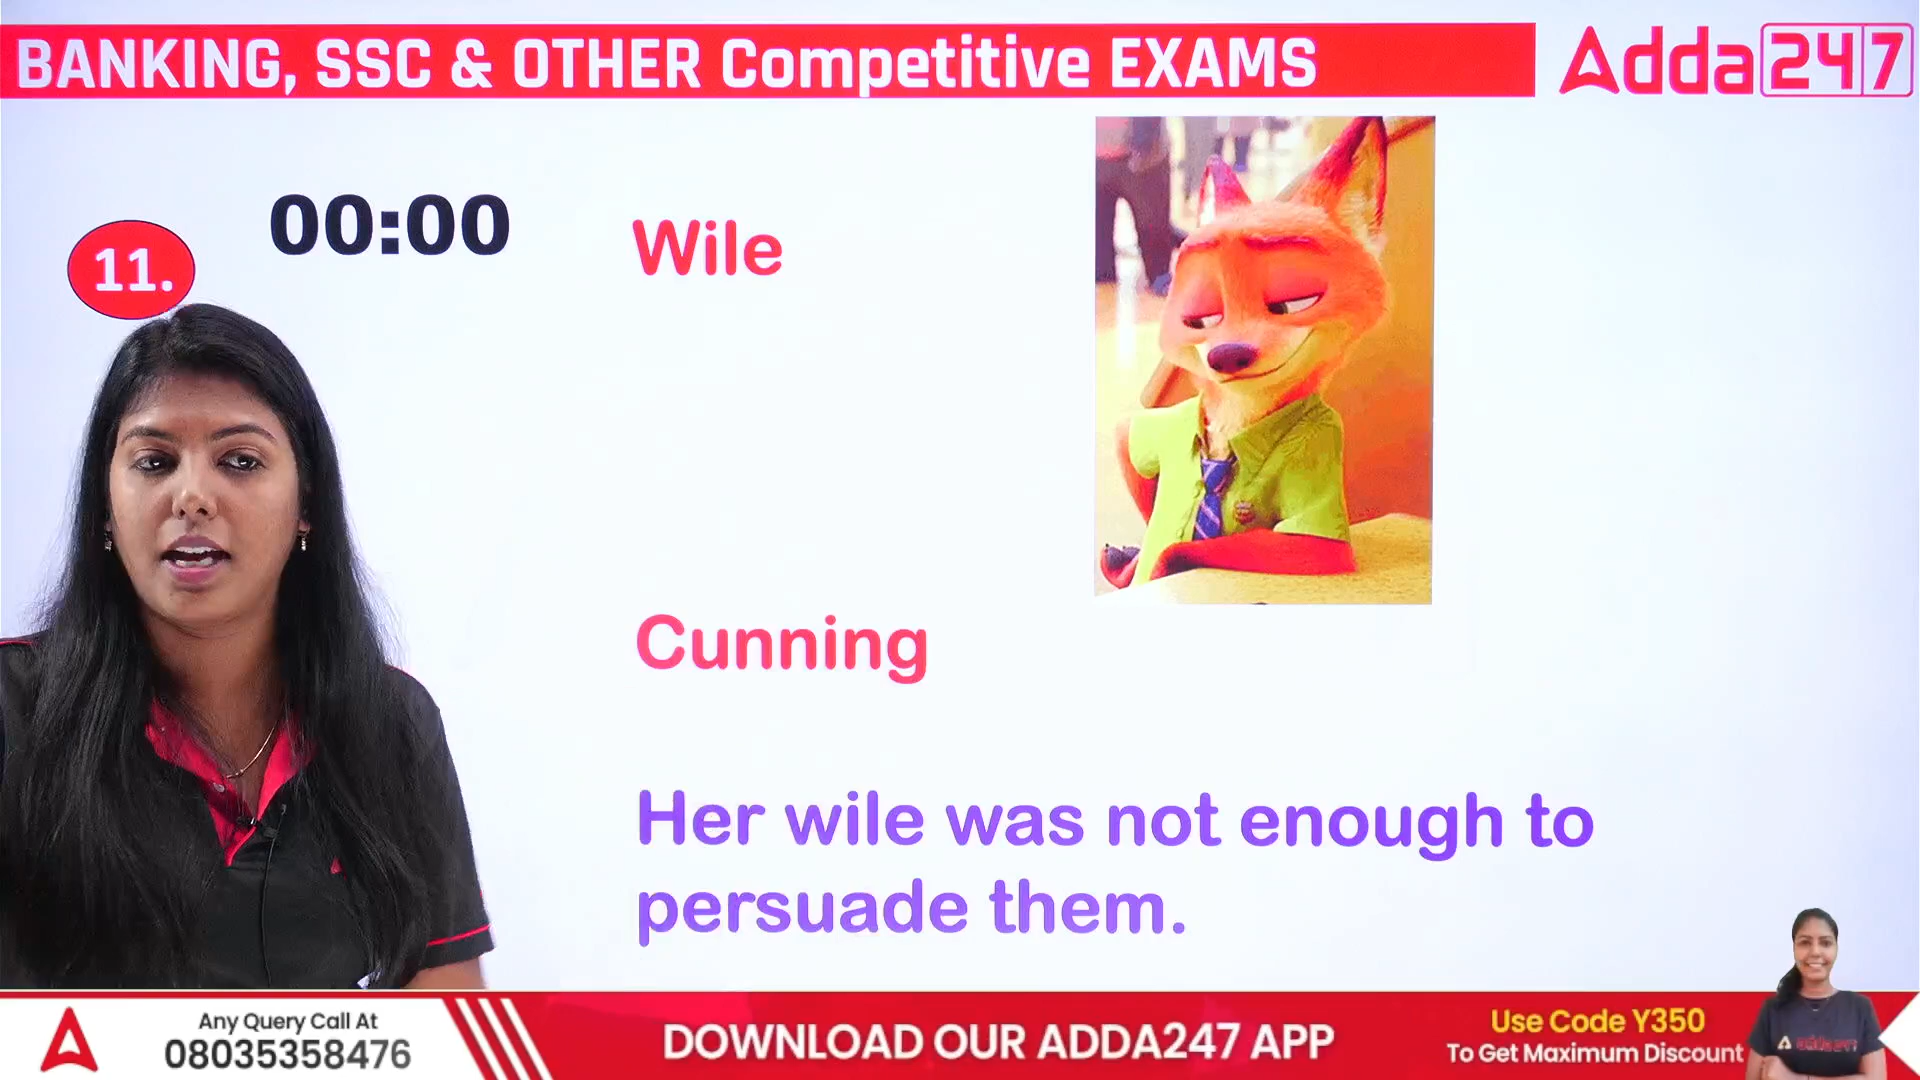 BANKING, SSC & OTHER Competitive EXAMS
Adda247
00:00
11.
Wile
Cunning
Her wile was not enough to
persuade them.
Any Query Call At
08035358476
DOWNLOAD OUR ADDA247 APP
Use Code Y350
To Get Maximum Discount